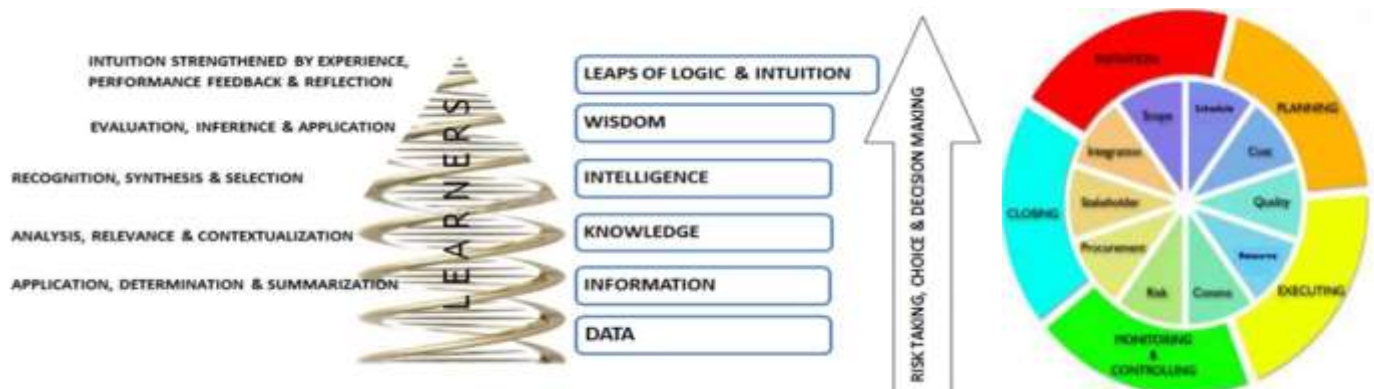 INTUITION STRENGTHENED BY EXPERIENCE,
PERFORMANCE FEEDBACK & REFLECTION
EVALUATION, INFERENCE & APPLICATION
RECOGNITION, SYNTHESIS & SELECTION
ANALYSIS, RELEVANCE & CONTEXTUALIZATION
APPLICATION, DETERMINATION & SUMMARIZATION
LEARNERS
LEAPS OF LOGIC & INTUITION
WISDOM
INTELLIGENCE
KNOWLEDGE
INFORMATION
DATA
RISK TAKING, CHOICE & DECISION MAKING
PLANNING
EXECUTING
MONITORING
&
CONTROLLING
CLOSING
Scope
Schedule
Cost
Quality
Resource
Comms
Risk
Procurement
Stakeholder
Integration